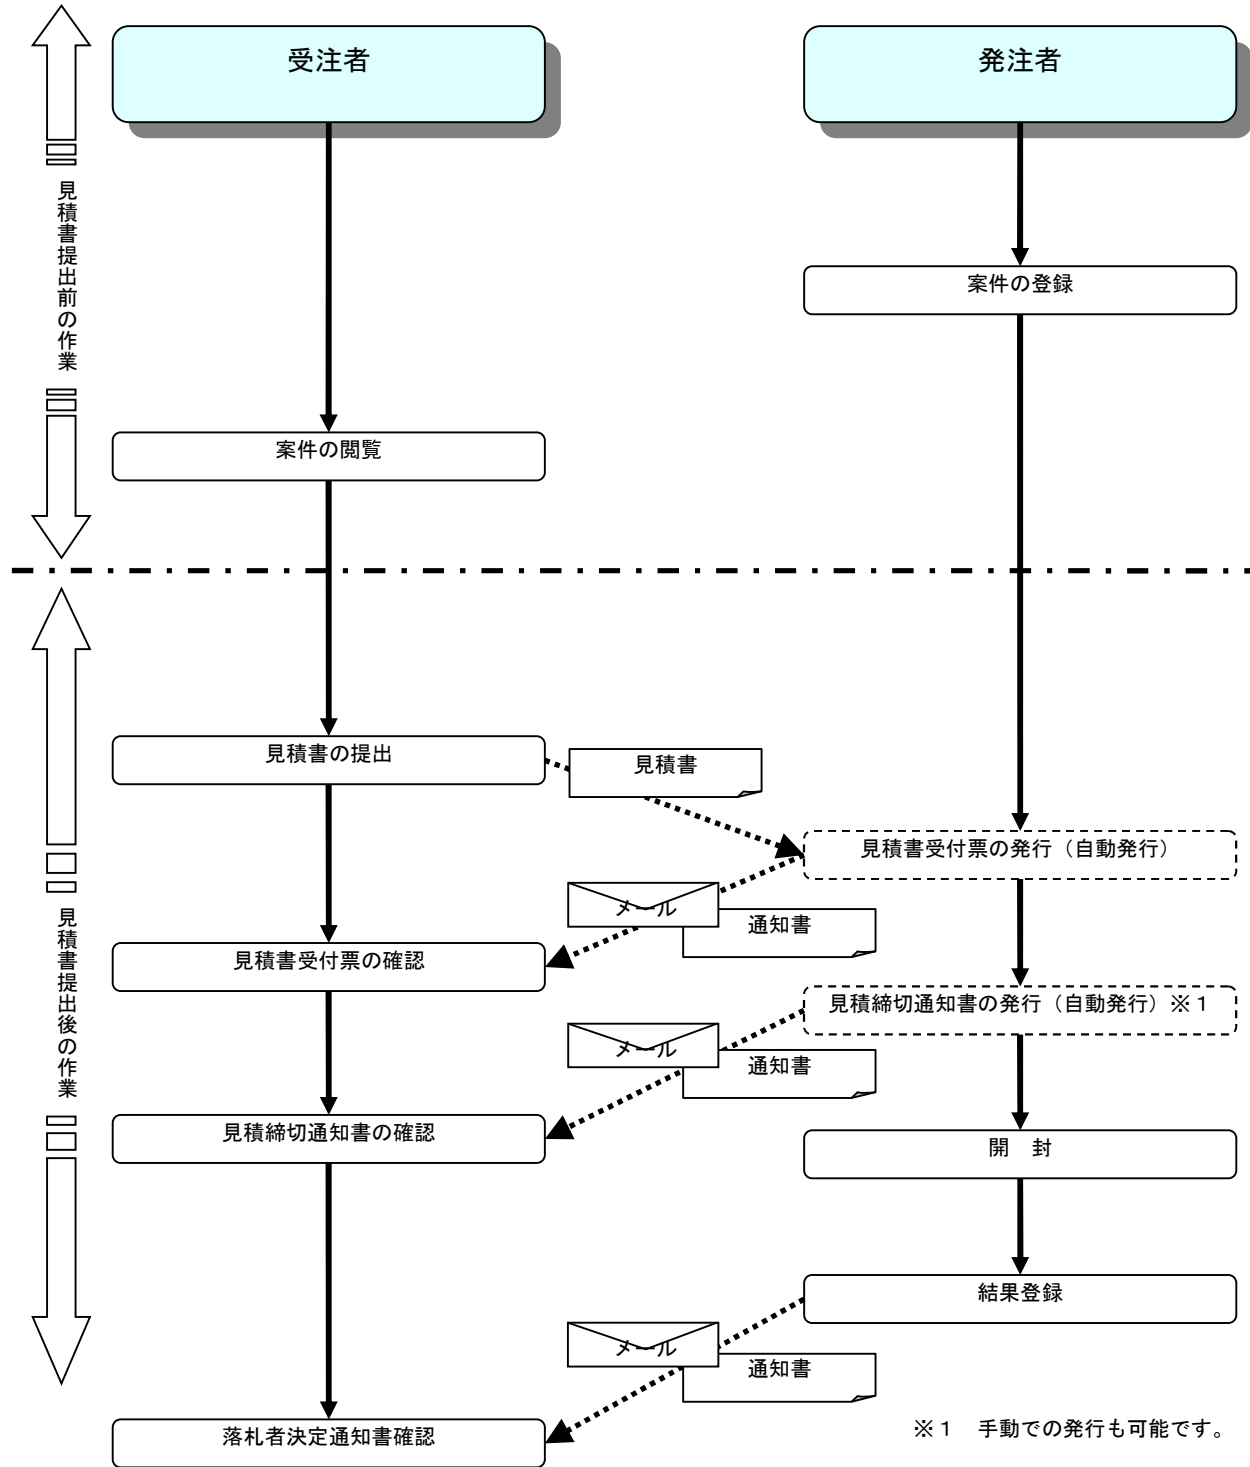 受注者
発注者
見積書提出前の作業
案件の登録
案件の閲覧
見積書提出後の作業
見積書の提出
見積書
見積書受付票の発行（自動発行）
メール
通知書
見積書受付票の確認
見積締切通知書の発行（自動発行）※１
メール
通知書
見積締切通知書の確認
開　封
結果登録
メール
通知書
落札者決定通知書確認
※１　手動での発行も可能です。